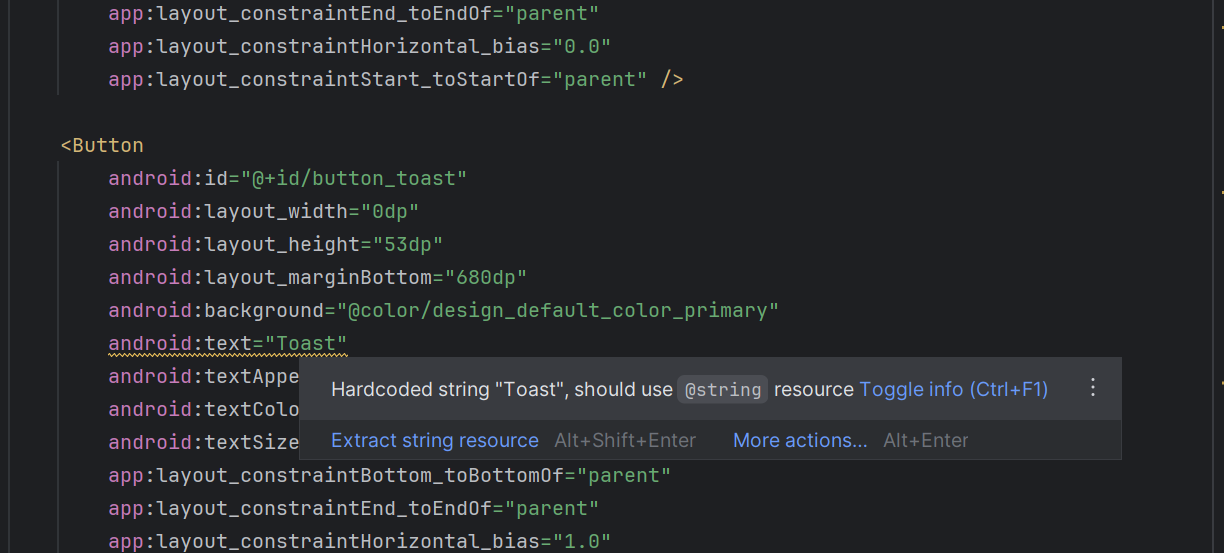 app:layout_constraintEnd_toEndOf="parent"
app:layout_constraintHorizontal_bias="0.0"
app:layout_constraintStart_toStartOf="parent" />
<Button
android:id="@+id/button_toast"
android:layout_width="0dp"
android:layout_height="53dp"
android:layout_marginBottom="680dp"
android:background="@color/design_default_color_primary"
android:text="Toast"
android:textAppe
android:textColo
android:textSize
Hardcoded string "Toast", should use @string resource Toggle info (Ctrl+F1)
Extract string resource Alt+Shift+Enter More actions... Alt+Enter
app:layout_constraintBottom_toBottomOf="parent"
app:layout_constraintEnd_toEndOf="parent"
app:layout_constraintHorizontal_bias="1.0"